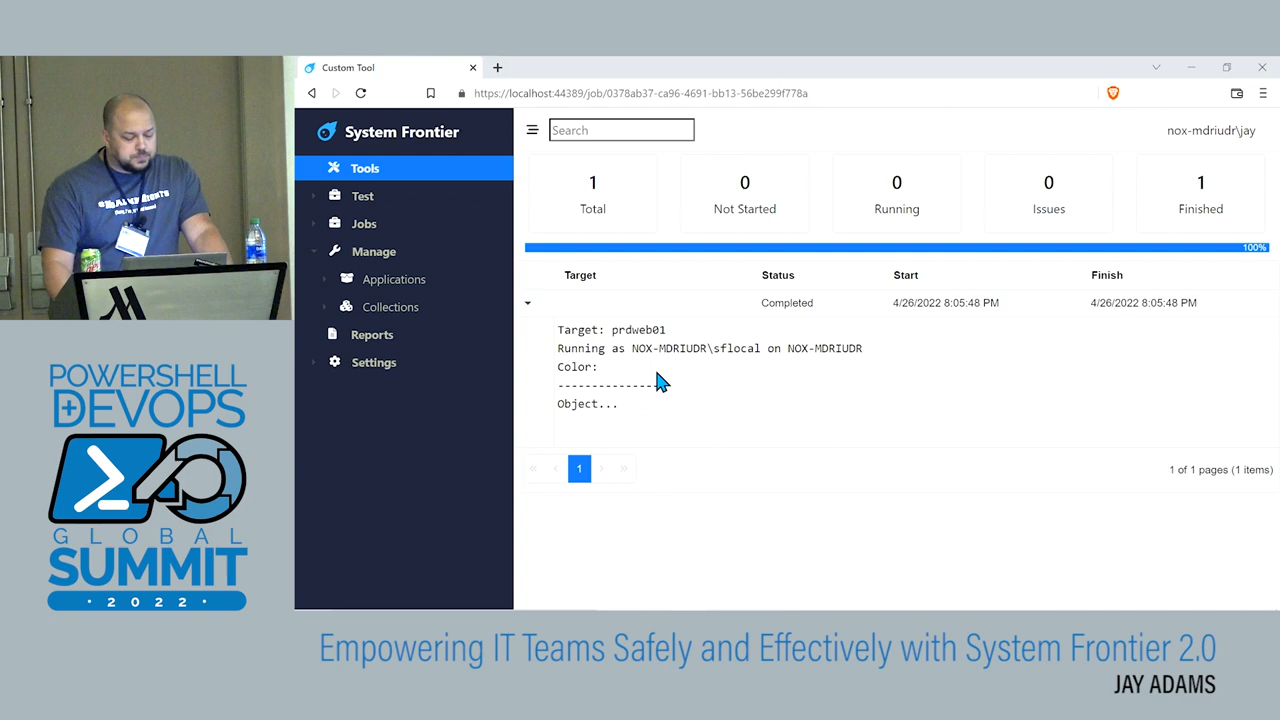 Custom Tool
https://localhost:44389/job/0378ab37-ca96-4691-bb13-56be299f778a
System Frontier
Search
nox-mdriudr\jay
Tools
Test
Jobs
Manage
Applications
Collections
Reports
Settings
1
Total
0
Not Started
0
Running
0
Issues
1
Finished
100%
Target Status Start Finish
Completed 4/26/2022 8:05:48 PM 4/26/2022 8:05:48 PM
Target: prdweb01
Running as NOX-MDRIUDR\sflocal on NOX-MDRIUDR
Color:
---------------
Object...
« ‹ 1 › »
1 of 1 pages (1 items)
POWERSHELL
+DEVOPS
GLOBAL
SUMMIT
· 2022 ·
Empowering IT Teams Safely and Effectively with System Frontier 2.0
JAY ADAMS